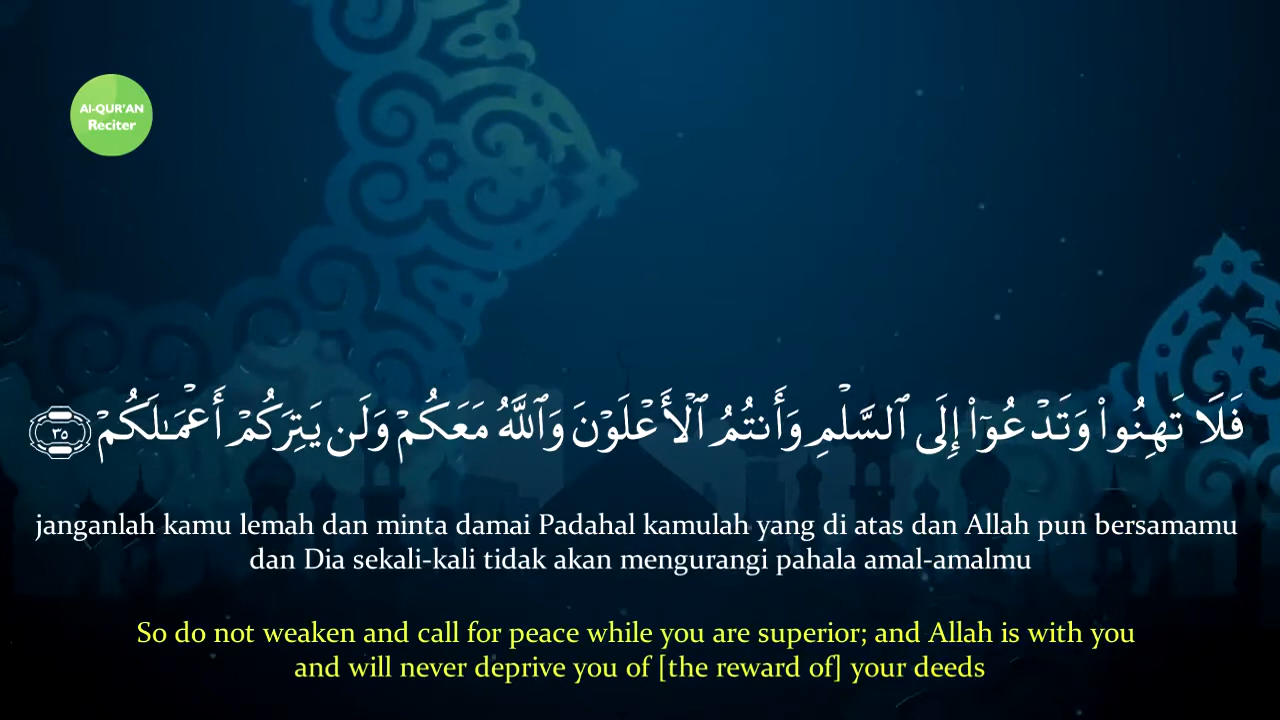 Al-QUR'AN
Reciter
فَلَا تَهِنُوا۟ وَتَدْعُوٓا۟ إِلَى ٱلسَّلْمِ وَأَنتُمُ ٱلْأَعْلَوْنَ وَٱللَّهُ مَعَكُمْ وَلَن يَتِرَكُمْ أَعْمَـٰلَكُمْ ٣٥
janganlah kamu lemah dan minta damai Padahal kamulah yang di atas dan Allah pun bersamamu
dan Dia sekali-kali tidak akan mengurangi pahala amal-amalmu
So do not weaken and call for peace while you are superior; and Allah is with you
and will never deprive you of [the reward of] your deeds